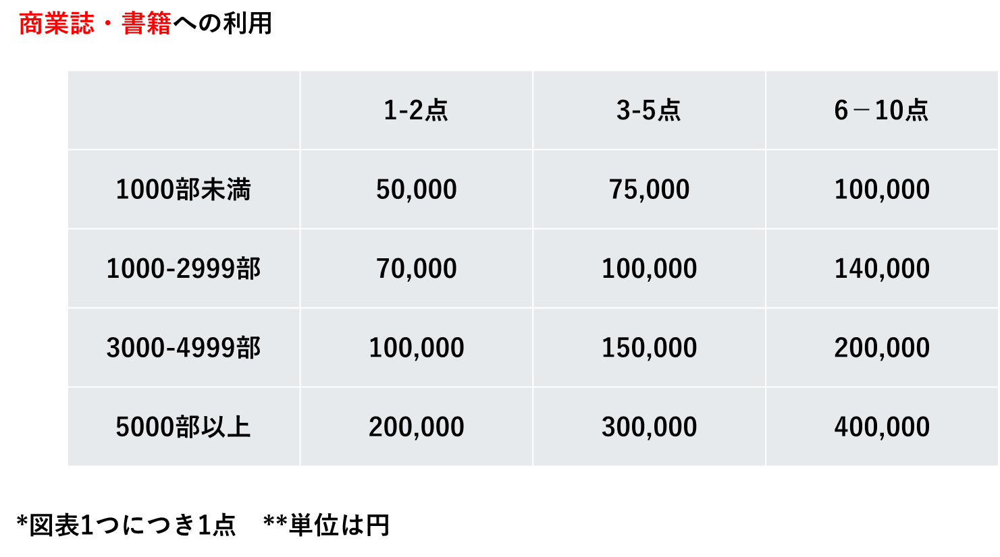 商業誌・書籍への利用
1-2点 3-5点 6－10点
1000部未満 50,000 75,000 100,000
1000-2999部 70,000 100,000 140,000
3000-4999部 100,000 150,000 200,000
5000部以上 200,000 300,000 400,000
*図表1つにつき1点　**単位は円